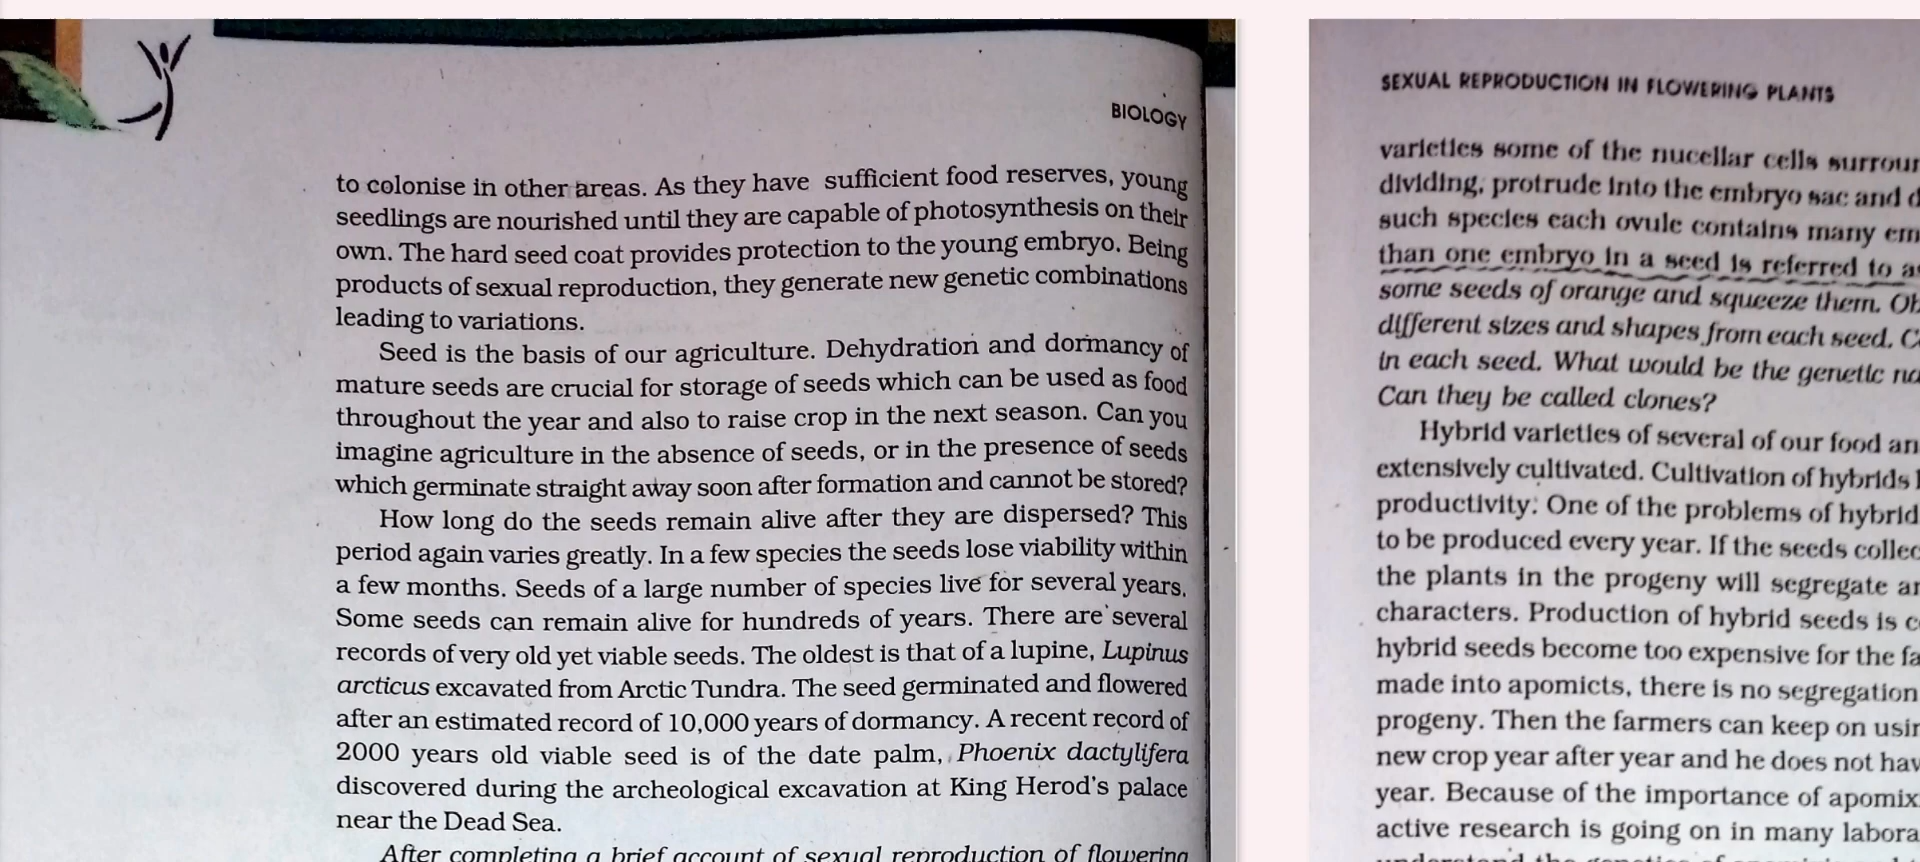 BIOLOGY
to colonise in other areas. As they have sufficient food reserves, young
seedlings are nourished until they are capable of photosynthesis on their
own. The hard seed coat provides protection to the young embryo. Being
products of sexual reproduction, they generate new genetic combinations
leading to variations.
Seed is the basis of our agriculture. Dehydration and dormancy of
mature seeds are crucial for storage of seeds which can be used as food
throughout the year and also to raise crop in the next season. Can you
imagine agriculture in the absence of seeds, or in the presence of seeds
which germinate straight away soon after formation and cannot be stored?
How long do the seeds remain alive after they are dispersed? This
period again varies greatly. In a few species the seeds lose viability within
a few months. Seeds of a large number of species live for several years.
Some seeds can remain alive for hundreds of years. There are several
records of very old yet viable seeds. The oldest is that of a lupine, Lupinus
arcticus excavated from Arctic Tundra. The seed germinated and flowered
after an estimated record of 10,000 years of dormancy. A recent record of
2000 years old viable seed is of the date palm, Phoenix dactylifera
discovered during the archeological excavation at King Herod's palace
near the Dead Sea.
After completing a brief account of sexual reproduction of flowering
SEXUAL REPRODUCTION IN FLOWERING PLANTS
varieties some of the nucellar cells
dividing, protrude into the embryo sac and
such species each ovule contains many
than one embryo in a seed is referred to
some seeds of orange and squeeze them.
different sizes and shapes from each seed.
in each seed. What would be the genetic
Can they be called clones?
Hybrid varieties of several of our food
extensively cultivated. Cultivation of hybrids
productivity. One of the problems of
to be produced every year. If the seeds
the plants in the progeny will segregate
characters. Production of hybrid seeds is
hybrid seeds become too expensive for the
made into apomicts, there is no segregation
progeny. Then the farmers can keep on
new crop year after year and he does not
year. Because of the importance of
active research is going on in many